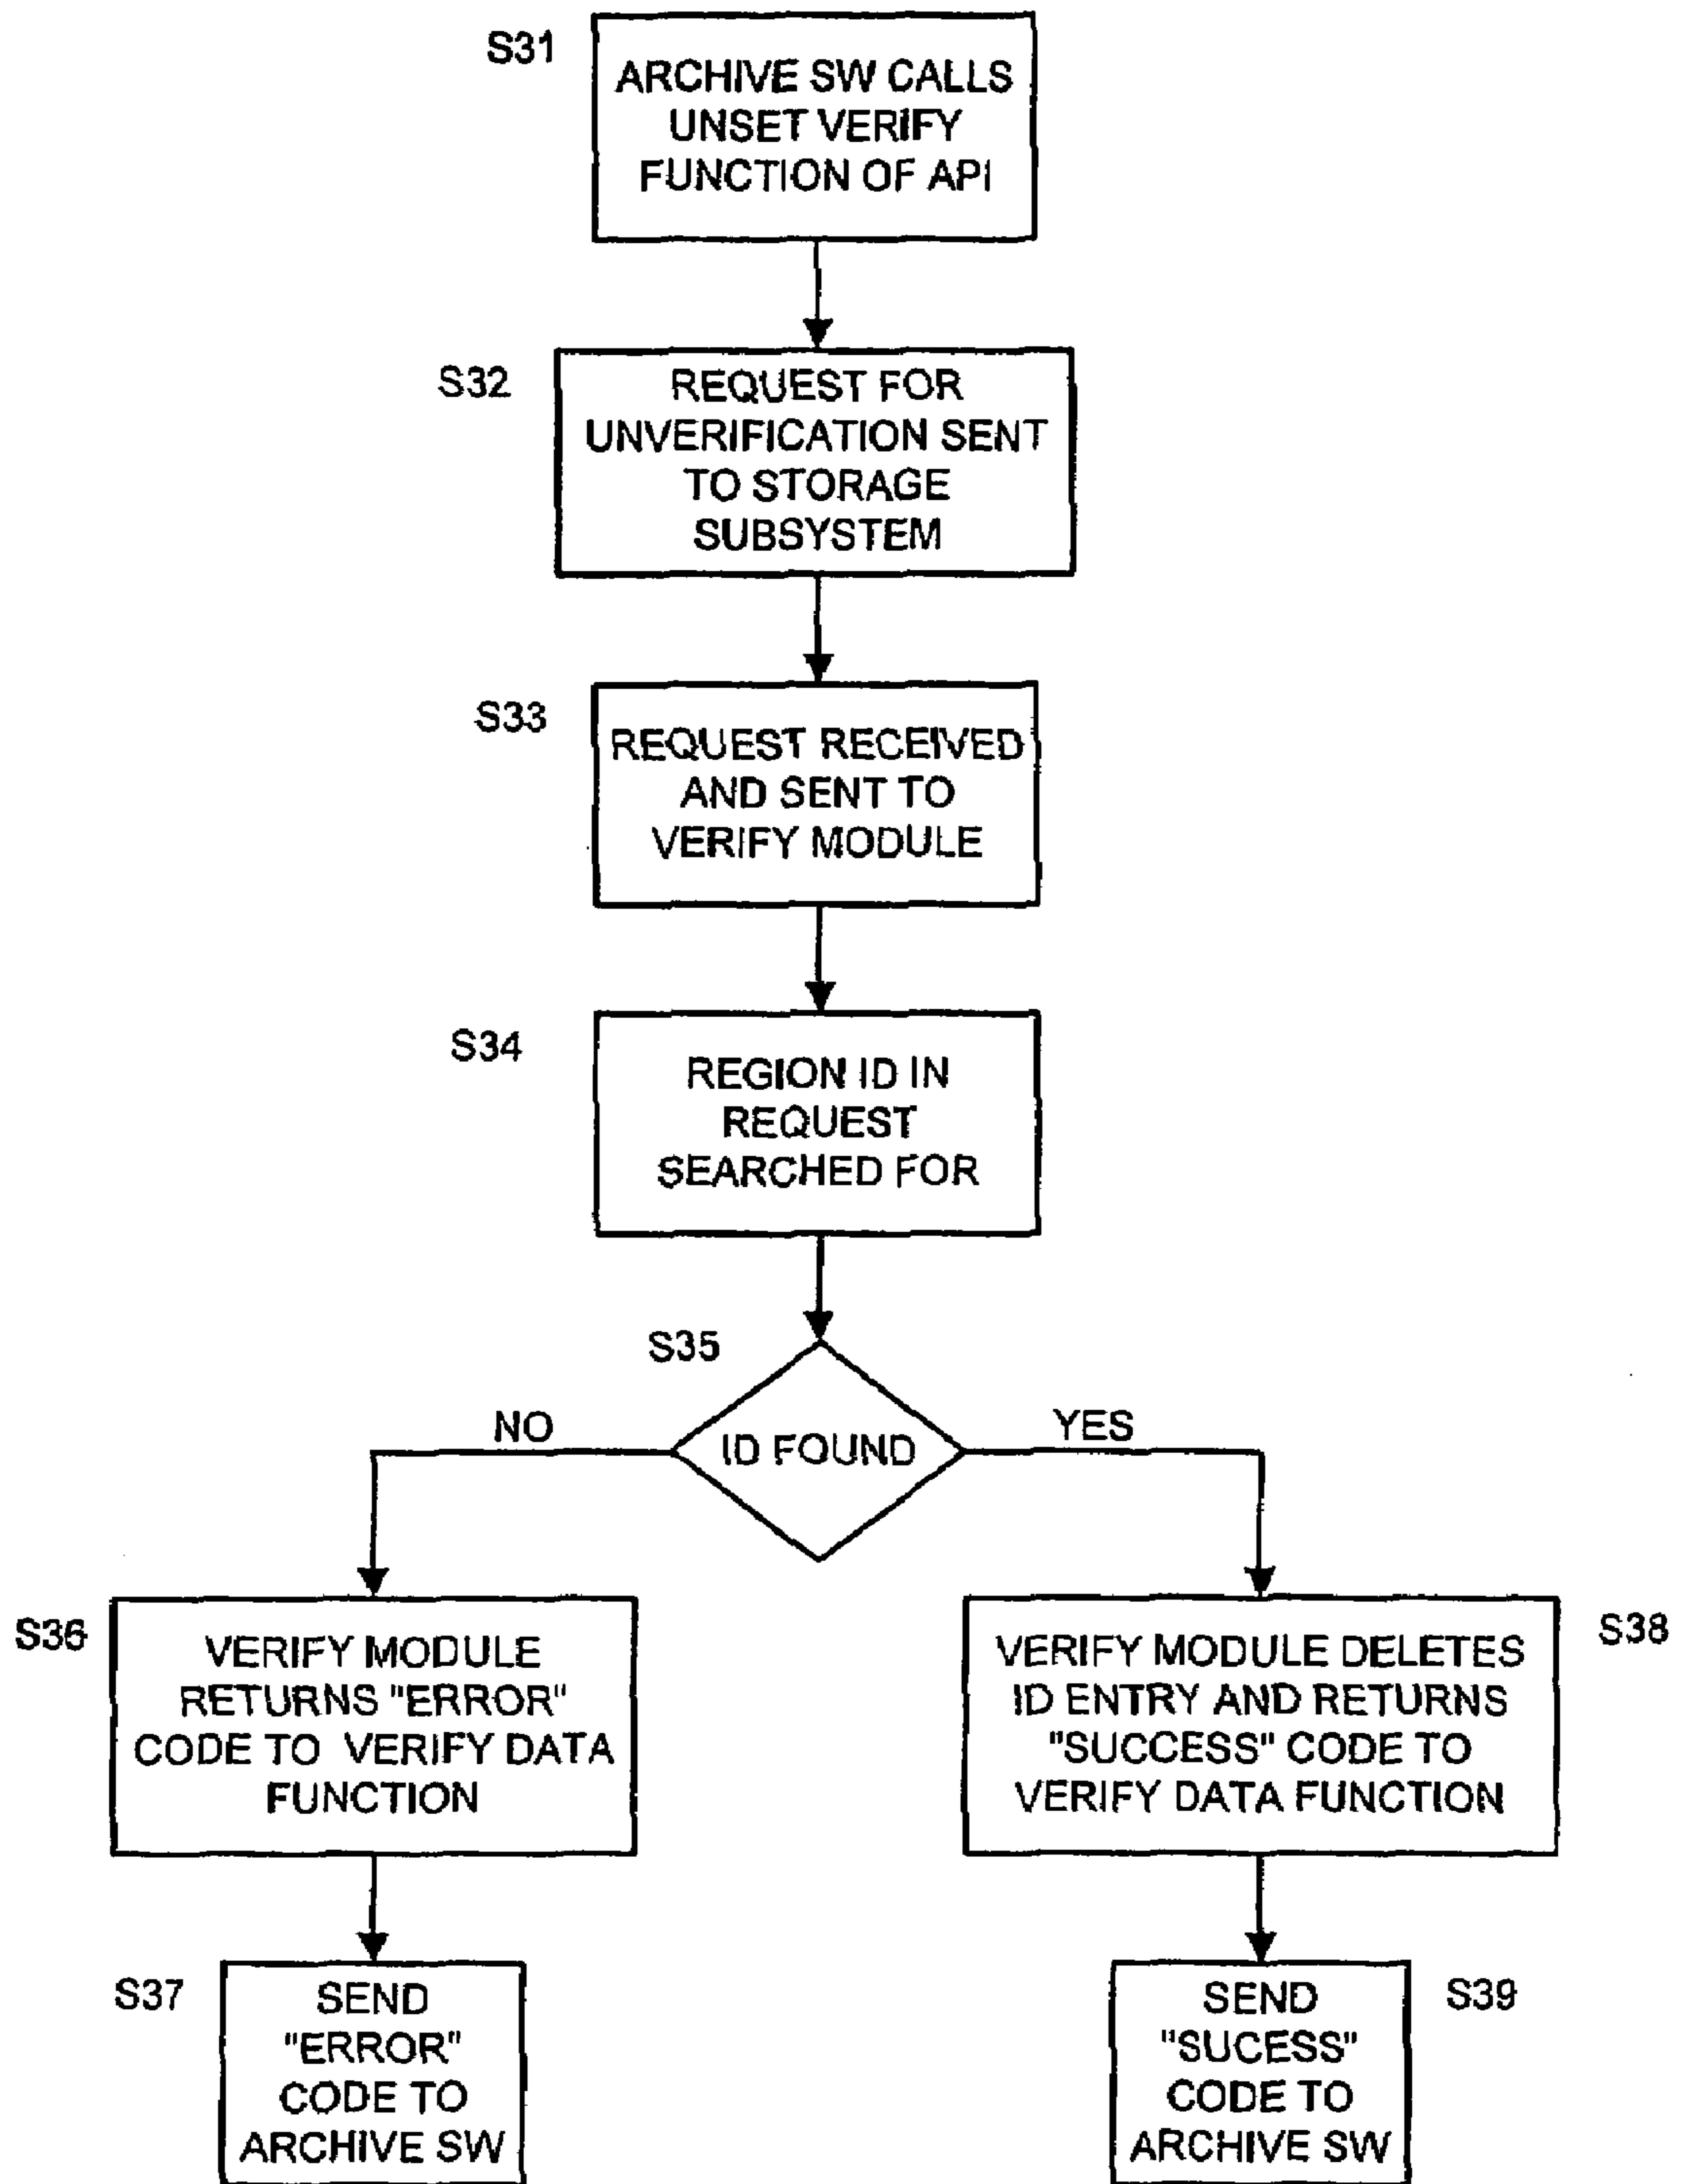 S31
ARCHIVE SW CALLS
UNSET VERIFY
FUNCTION OF API
S32
REQUEST FOR
UNVERIFICATION SENT
TO STORAGE
SUBSYSTEM
S33
REQUEST RECEIVED
AND SENT TO
VERIFY MODULE
S34
REGION ID IN
REQUEST
SEARCHED FOR
S35
ID FOUND
NO
YES
S36
VERIFY MODULE
RETURNS "ERROR"
CODE TO VERIFY DATA
FUNCTION
S38
VERIFY MODULE DELETES
ID ENTRY AND RETURNS
"SUCCESS" CODE TO
VERIFY DATA FUNCTION
S37
SEND
"ERROR"
CODE TO
ARCHIVE SW
S39
SEND
"SUCESS"
CODE TO
ARCHIVE SW